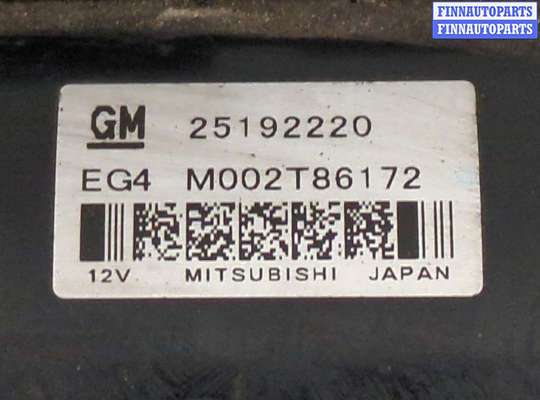 FINNAUTOPARTS
FINNAUTOPARTS
GM 25192220
EG4 M002T86172
12V MITSUBISHI JAPAN